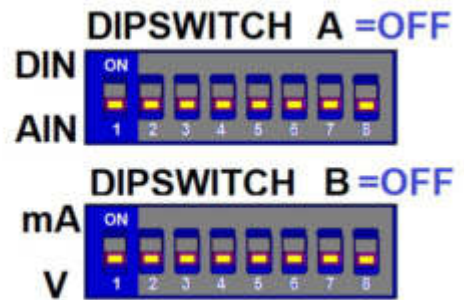 DIPSWITCH A =OFF
DIN
ON
AIN
1 2 3 4 5 6 7 8
DIPSWITCH B =OFF
mA
ON
V
1 2 3 4 5 6 7 8